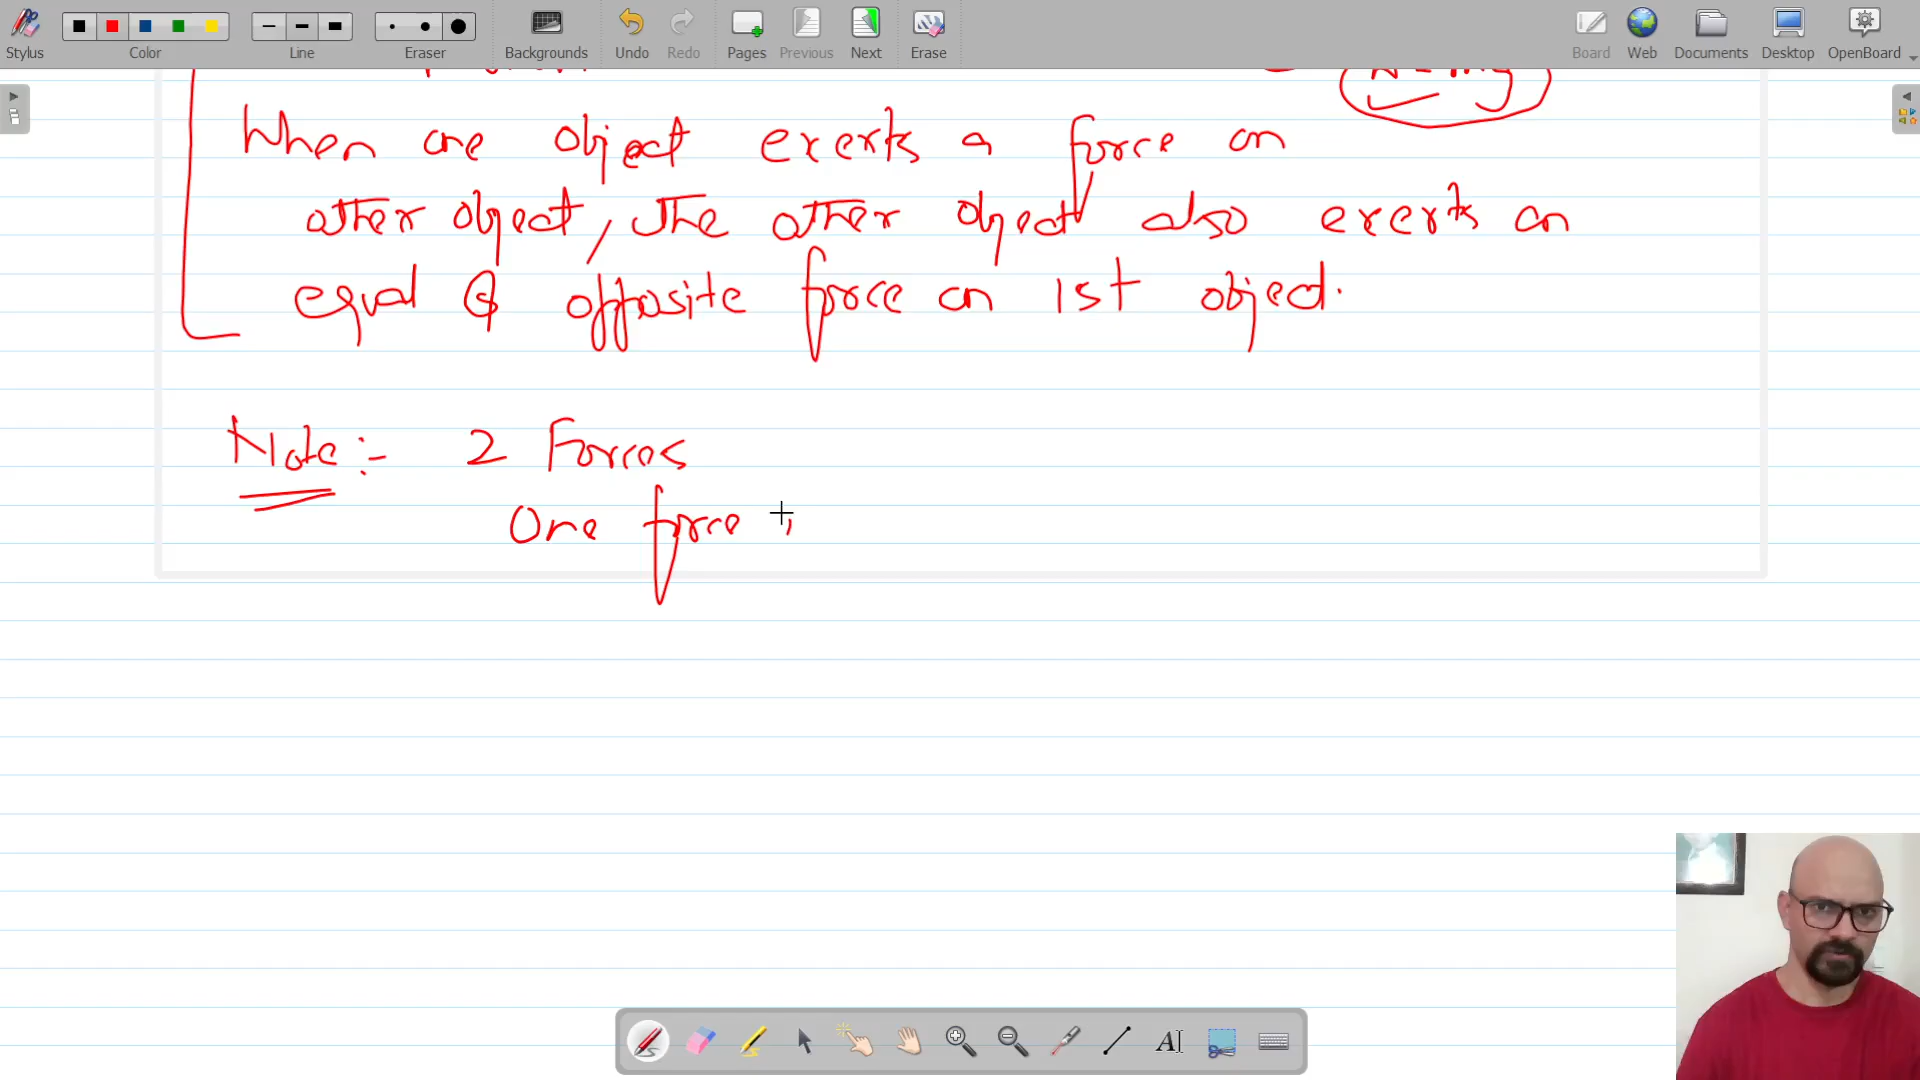 Stylus
Color
Line
Eraser
Backgrounds
Undo
Redo
Pages
Previous
Next
Erase
Board
Web
Documents
Desktop
OpenBoard
When one object exerts a force on
other object, the other object also exerts an
equal & opposite force on 1st object.
Note:- 2 Forces
One force